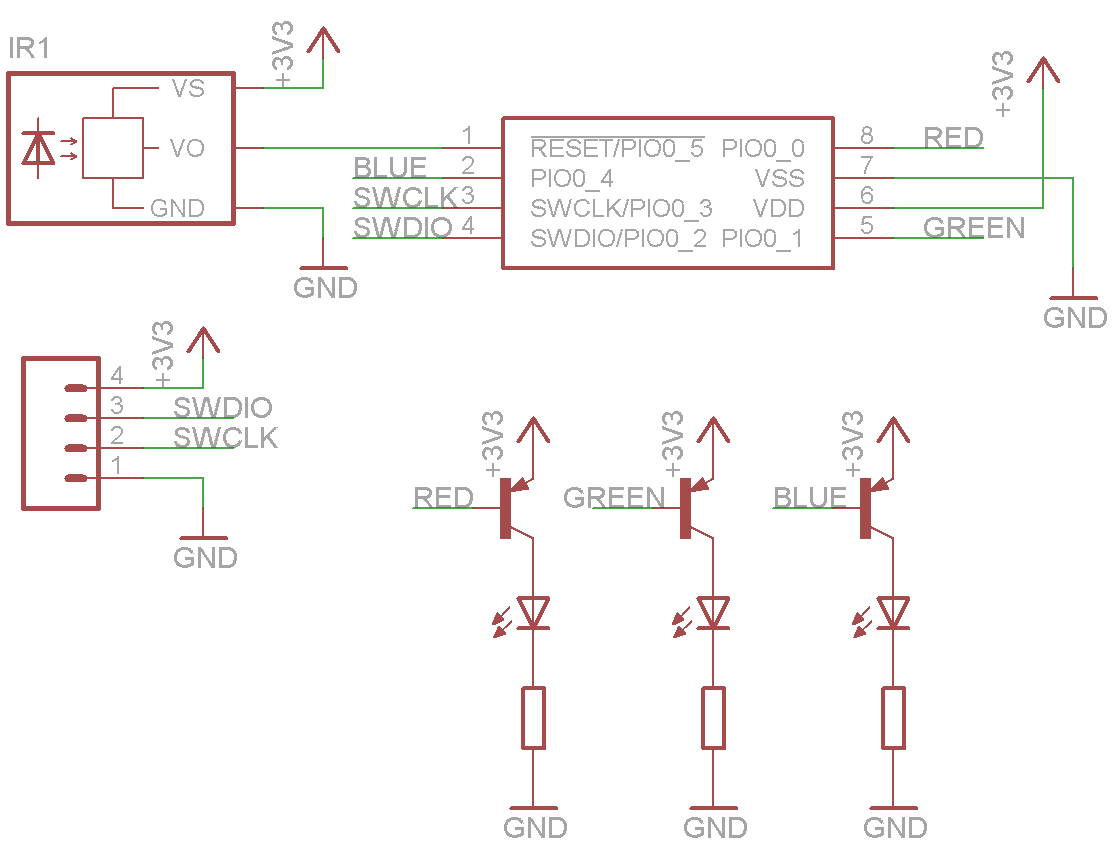 IR1
+3V3
VS
VO
GND
GND
BLUE
SWCLK
SWDIO
1
2
3
4
RESET/PIO0_5
PIO0_4
SWCLK/PIO0_3
SWDIO/PIO0_2
PIO0_0
VSS
VDD
PIO0_1
8
7
6
5
RED
GREEN
+3V3
GND
+3V3
4
3
2
1
SWDIO
SWCLK
GND
+3V3
RED
GND
+3V3
GREEN
GND
+3V3
BLUE
GND